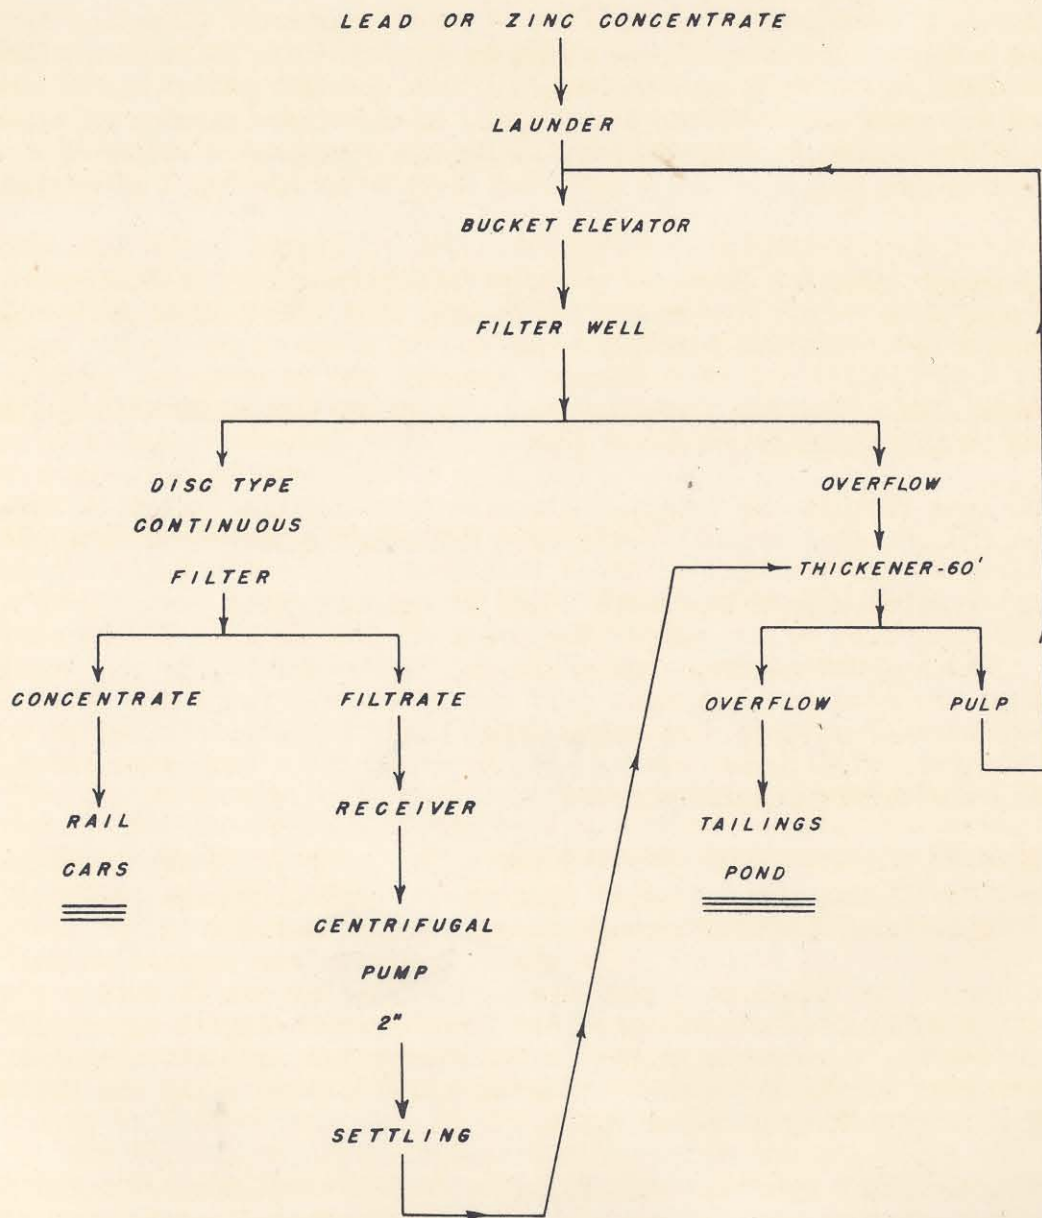 LEAD OR ZINC CONCENTRATE
LAUNDER
BUCKET ELEVATOR
FILTER WELL
DISC TYPE
CONTINUOUS
FILTER
OVERFLOW
THICKENER-60'
CONCENTRATE
FILTRATE
OVERFLOW
PULP
RAIL
CARS
RECEIVER
TAILINGS
POND
CENTRIFUGAL
PUMP
2"
SETTLING